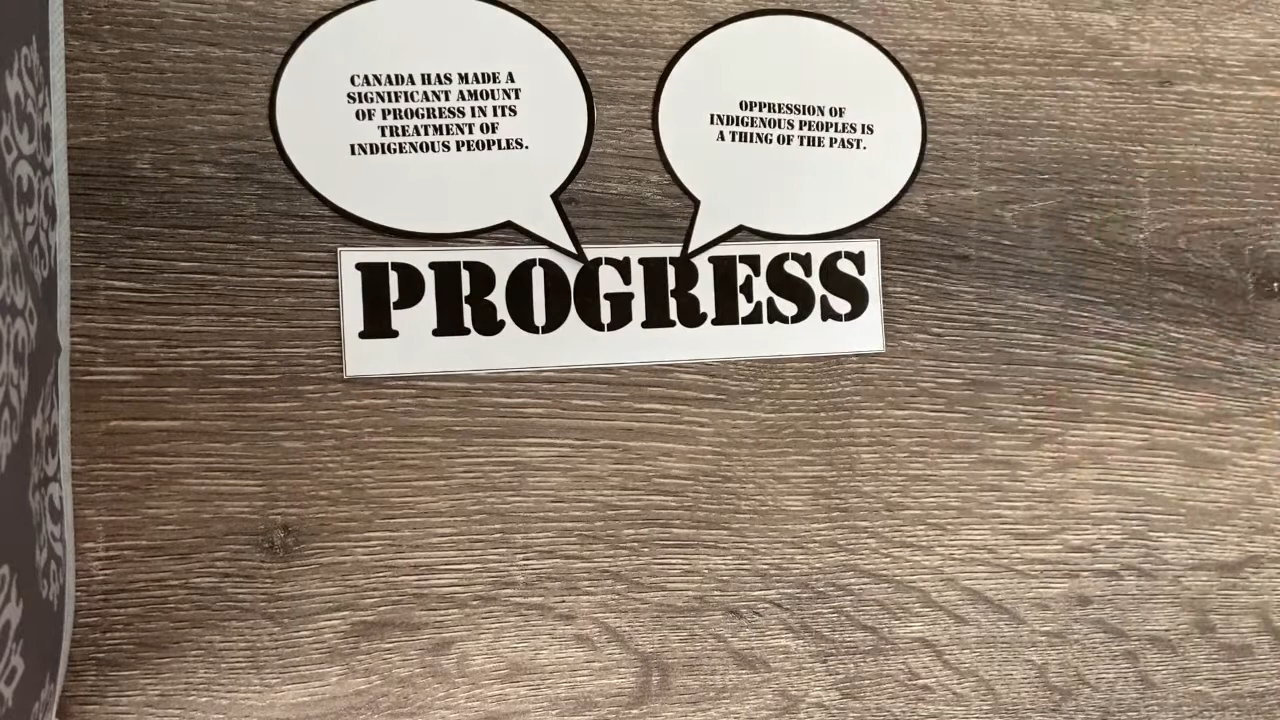 CANADA HAS MADE A
SIGNIFICANT AMOUNT
OF PROGRESS IN ITS
TREATMENT OF
INDIGENOUS PEOPLES.
OPPRESSION OF
INDIGENOUS PEOPLES IS
A THING OF THE PAST.
PROGRESS